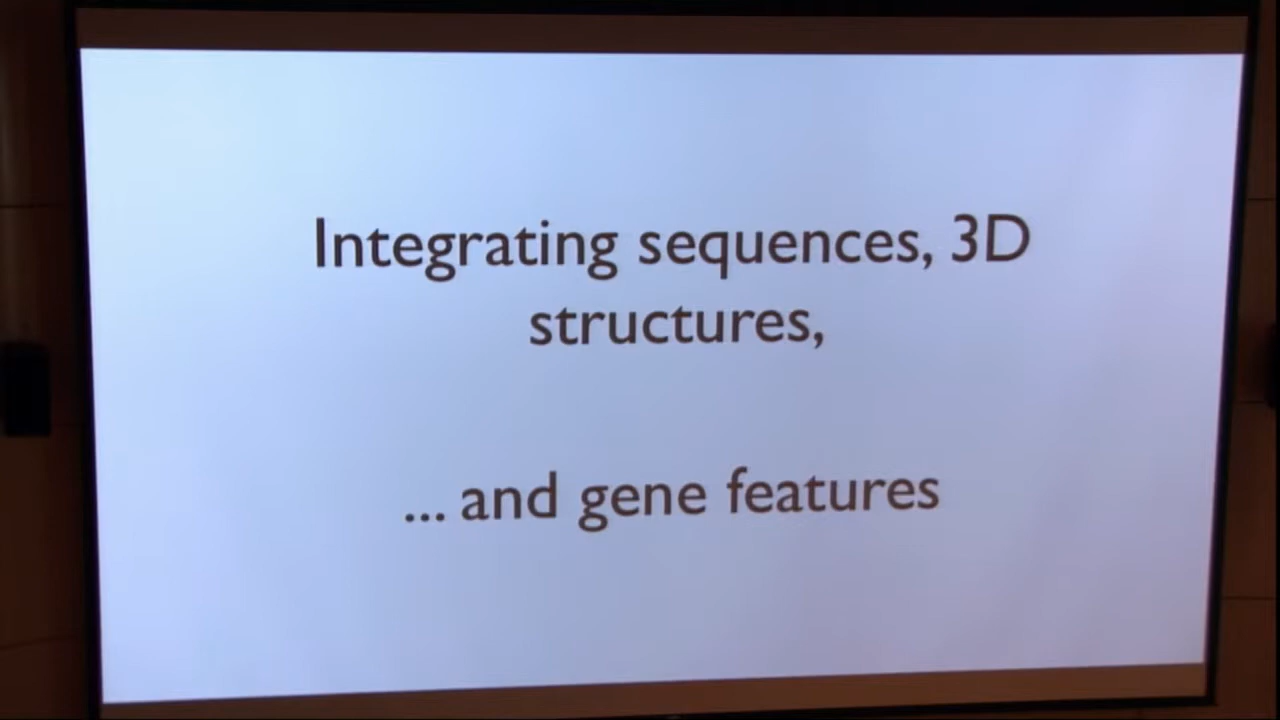 Integrating sequences, 3D
structures,
... and gene features